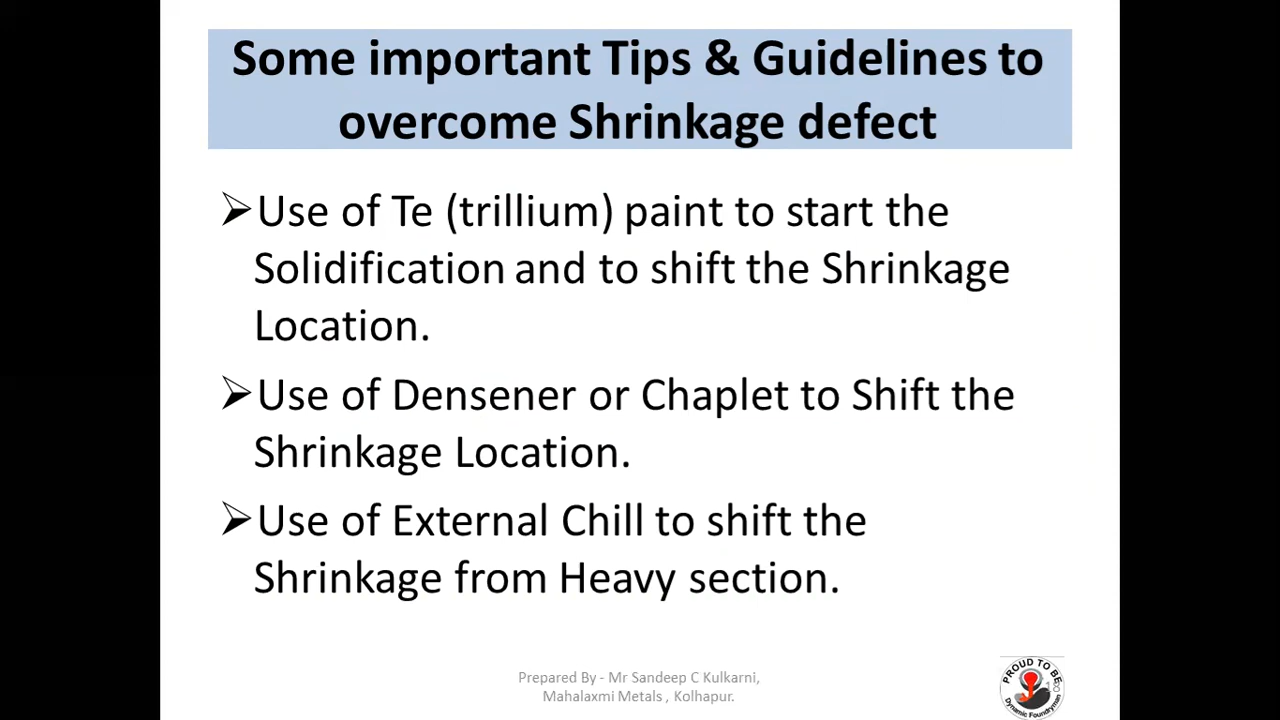 Some important Tips & Guidelines to
overcome Shrinkage defect
➢Use of Te (trillium) paint to start the
Solidification and to shift the Shrinkage
Location.
➢Use of Densener or Chaplet to Shift the
Shrinkage Location.
➢Use of External Chill to shift the
Shrinkage from Heavy section.
Prepared By - Mr Sandeep C Kulkarni,
Mahalaxmi Metals , Kolhapur.
PROUD TO BE
Dynamic Foundryman